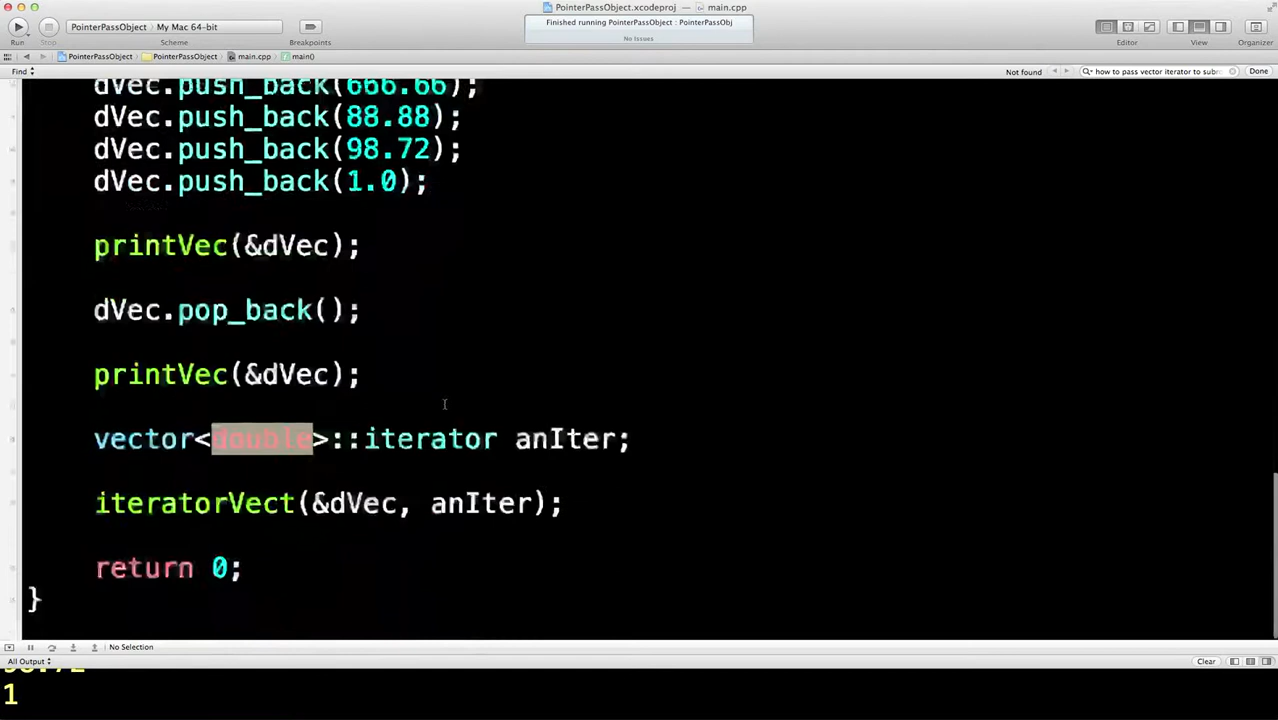 PointerPassObject.xcodeproj — main.cpp
PointerPassObject › My Mac 64-bit
Finished running PointerPassObject : PointerPassObj
No Issues
Run
Stop
Scheme
Breakpoints
Editor
View
Organizer
PointerPassObject › PointerPassObject › main.cpp › main()
Find
Not found
how to pass vector iterator to subr
Done
dVec.push_back(666.66);
dVec.push_back(88.88);
dVec.push_back(98.72);
dVec.push_back(1.0);
printVec(&dVec);
dVec.pop_back();
printVec(&dVec);
vector<double>::iterator anIter;
iteratorVect(&dVec, anIter);
return 0;
}
No Selection
All Output
Clear
98.72
1